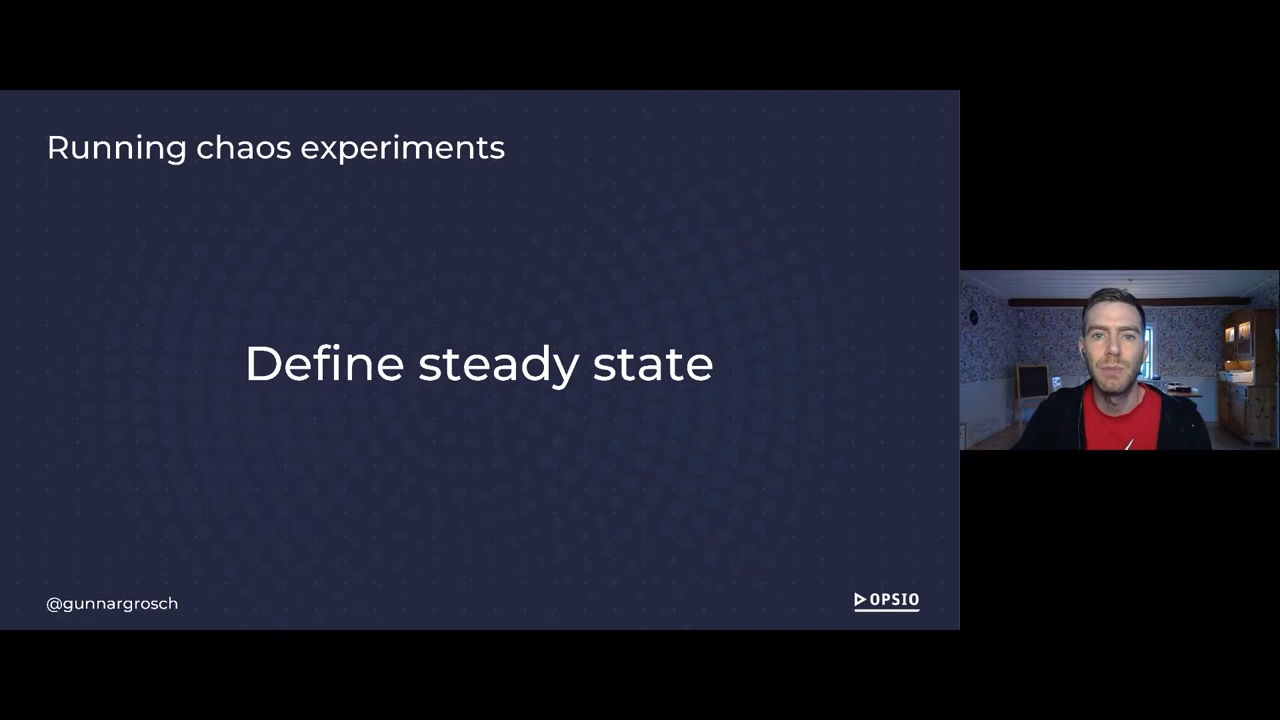 Running chaos experiments
Define steady state
@gunnargrosch
OPSIO